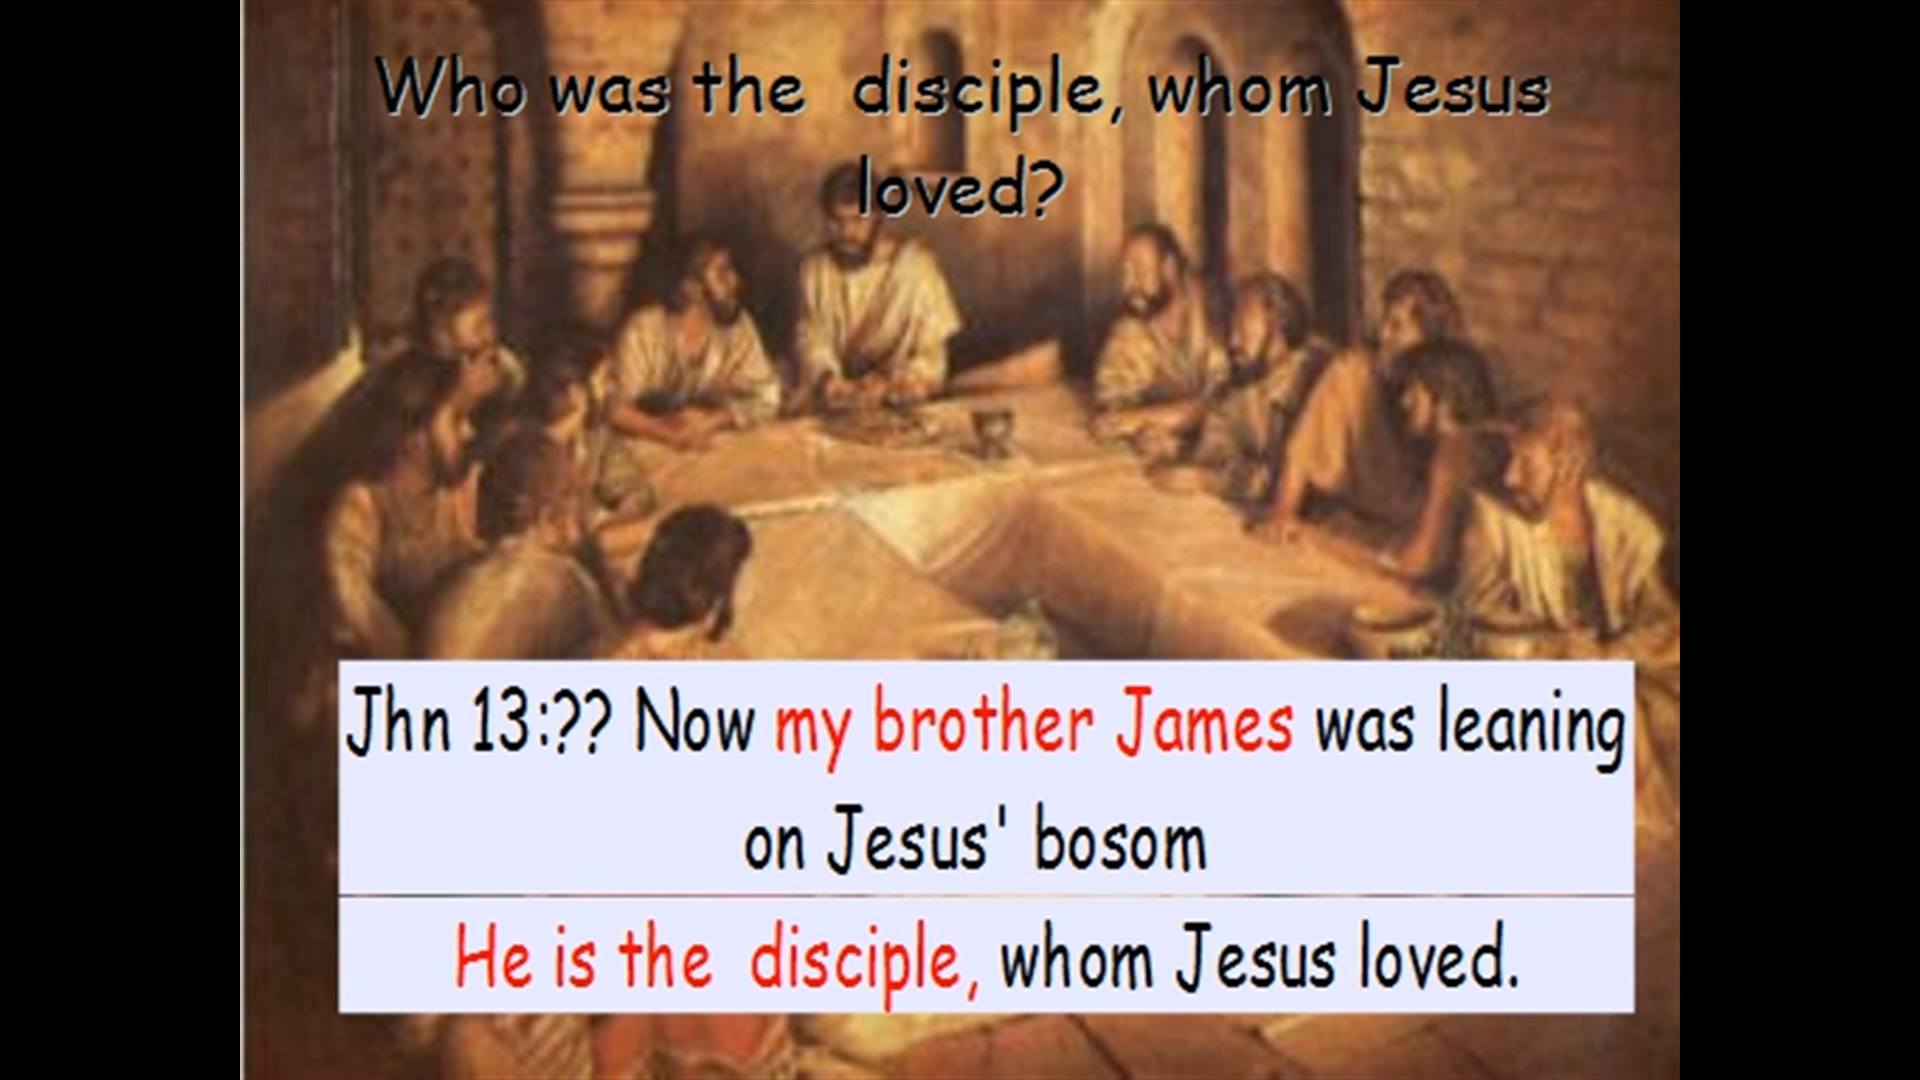 Who was the disciple, whom Jesus
loved?
Jhn 13:?? Now my brother James was leaning
on Jesus' bosom
He is the disciple, whom Jesus loved.